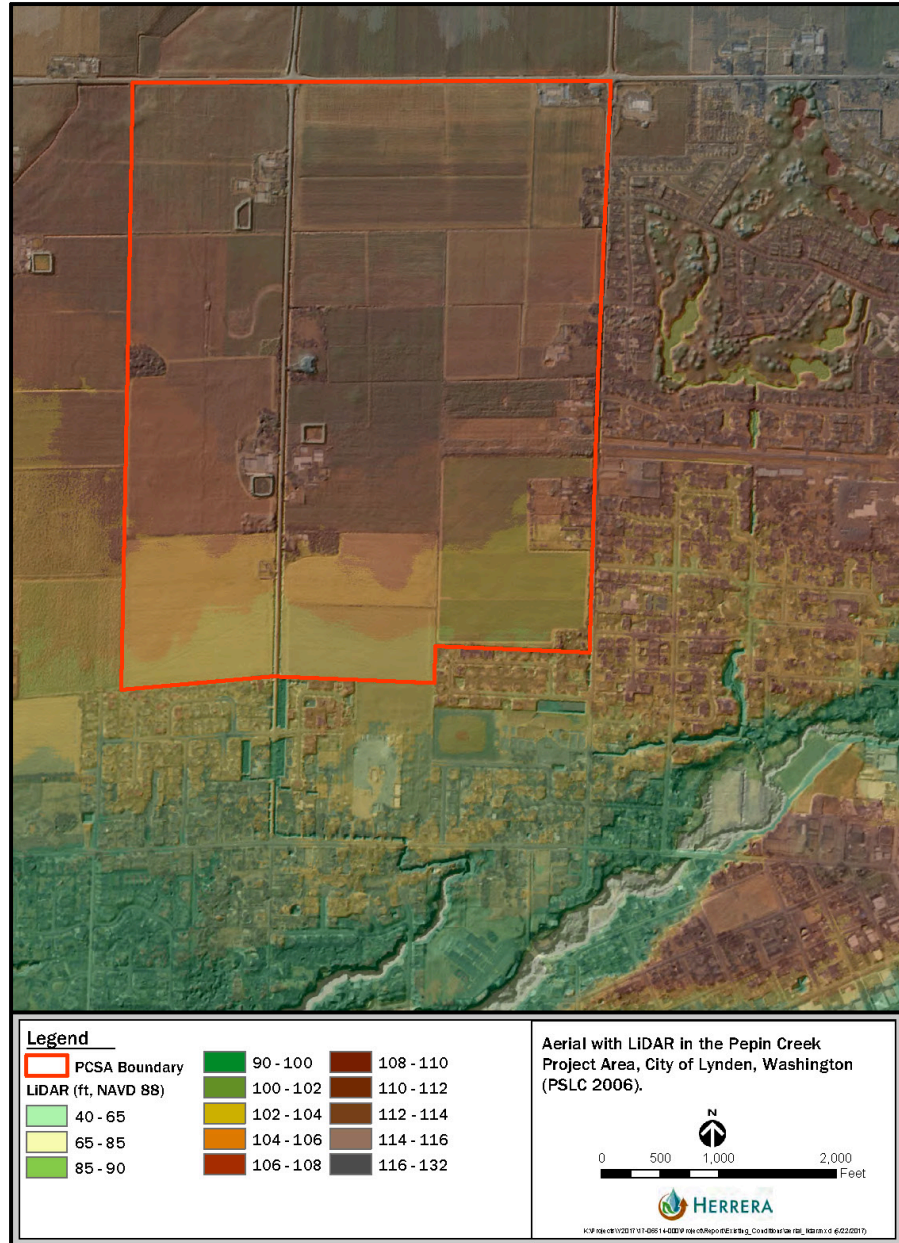 Legend
PCSA Boundary
LiDAR (ft, NAVD 88)
40 - 65
65 - 85
85 - 90
90 - 100
100 - 102
102 - 104
104 - 106
106 - 108
108 - 110
110 - 112
112 - 114
114 - 116
116 - 132
Aerial with LiDAR in the Pepin Creek
Project Area, City of Lynden, Washington
(PSLC 2006).
N
0 500 1,000 2,000
Feet
HERRERA